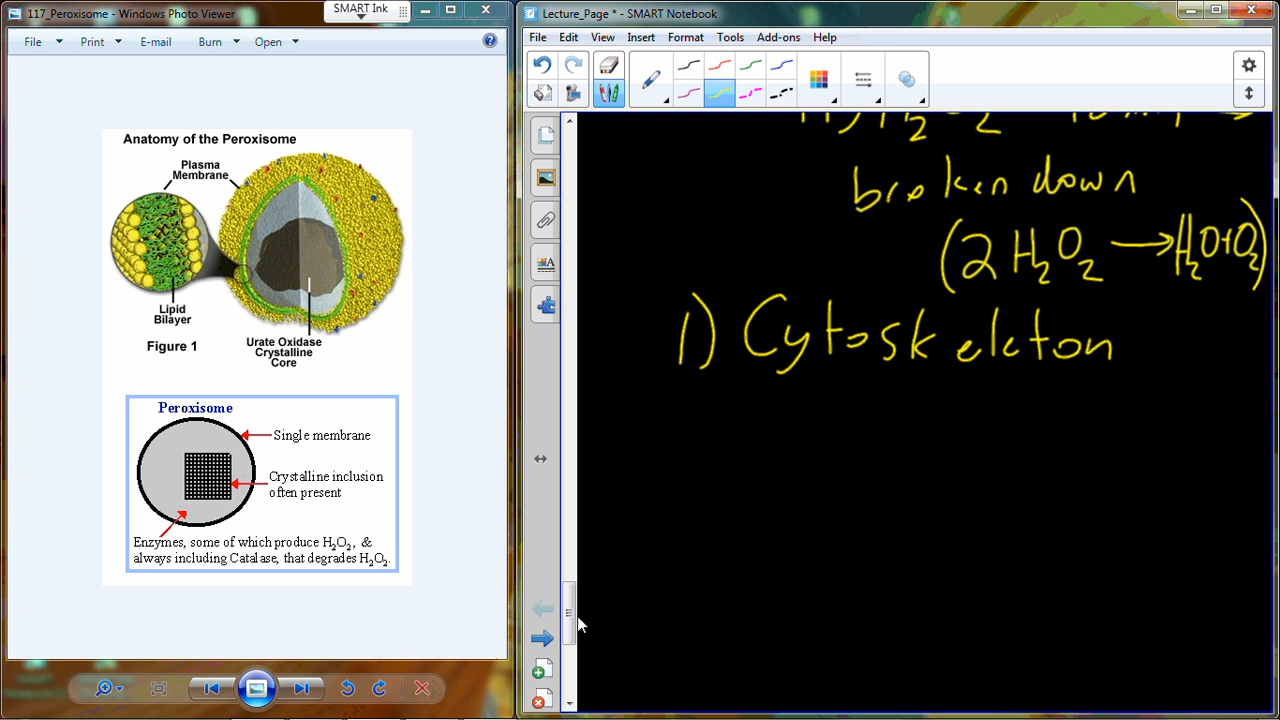 117_Peroxisome - Windows Photo Viewer
SMART Ink
File Print E-mail Burn Open
Anatomy of the Peroxisome
Plasma
Membrane
Lipid
Bilayer
Figure 1
Urate Oxidase
Crystalline
Core
Peroxisome
Single membrane
Crystalline inclusion
often present
Enzymes, some of which produce H₂O₂, &
always including Catalase, that degrades H₂O₂.
Lecture_Page * - SMART Notebook
File Edit View Insert Format Tools Add-ons Help
broken down
(2 H₂O₂ → H₂O+O₂)
1) Cytoskeleton